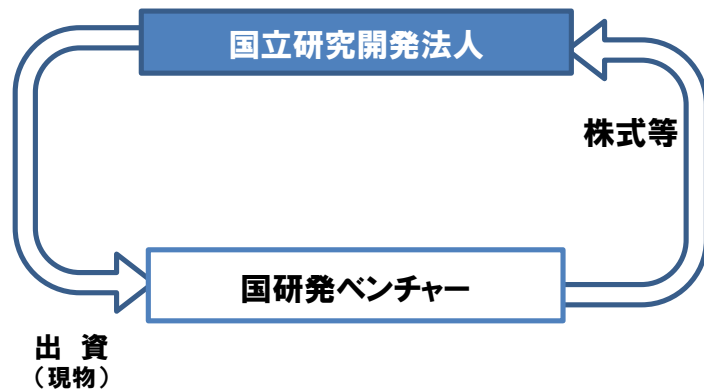 国立研究開発法人
株式等
国研発ベンチャー
出 資
（現物）